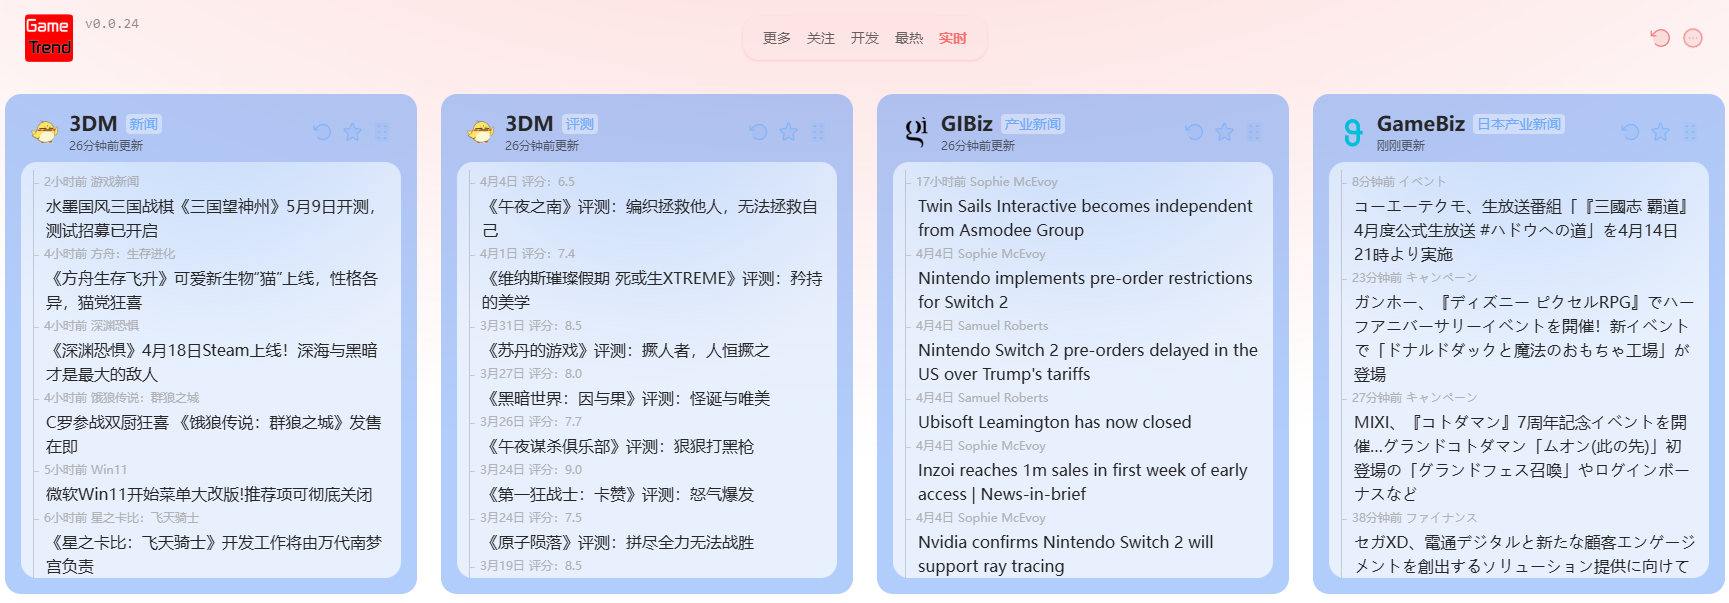 Game
Trend
v0.0.24
更多 关注 开发 最热 实时
3DM 新闻
26分钟前更新
2小时前 游戏新闻
水墨国风三国战棋《三国望神州》5月9日开测，
测试招募已开启
4小时前 方舟：生存进化
《方舟生存飞升》可爱新生物“猫”上线，性格各
异，猫党狂喜
4小时前 深渊恐惧
《深渊恐惧》4月18日Steam上线！深海与黑暗
才是最大的敌人
4小时前 饿狼传说：群狼之城
C罗参战双厨狂喜 《饿狼传说：群狼之城》发售
在即
5小时前 Win11
微软Win11开始菜单大改版!推荐项可彻底关闭
6小时前 星之卡比：飞天骑士
《星之卡比：飞天骑士》开发工作将由万代南梦
宫负责
3DM 评测
26分钟前更新
4月4日 评分：6.5
《午夜之南》评测：编织拯救他人，无法拯救自
己
4月1日 评分：7.4
《维纳斯璀璨假期 死或生XTREME》评测：矜持
的美学
3月31日 评分：8.5
《苏丹的游戏》评测：撅人者，人恒撅之
3月27日 评分：8.0
《黑暗世界：因与果》评测：怪诞与唯美
3月26日 评分：7.7
《午夜谋杀俱乐部》评测：狠狠打黑枪
3月24日 评分：9.0
《第一狂战士：卡赞》评测：怒气爆发
3月24日 评分：7.5
《原子陨落》评测：拼尽全力无法战胜
3月19日 评分：8.5
gi
GIBiz 产业新闻
26分钟前更新
17小时前 Sophie McEvoy
Twin Sails Interactive becomes independent
from Asmodee Group
4月4日 Sophie McEvoy
Nintendo implements pre-order restrictions
for Switch 2
4月4日 Samuel Roberts
Nintendo Switch 2 pre-orders delayed in the
US over Trump's tariffs
4月4日 Samuel Roberts
Ubisoft Leamington has now closed
4月4日 Sophie McEvoy
Inzoi reaches 1m sales in first week of early
access | News-in-brief
4月4日 Sophie McEvoy
Nvidia confirms Nintendo Switch 2 will
support ray tracing
GameBiz 日本产业新闻
刚刚更新
8分钟前 イベント
コーエーテクモ、生放送番組「『三國志 覇道』
4月度公式生放送 #ハドウへの道」を4月14日
21時より実施
23分钟前 キャンペーン
ガンホー、『ディズニー ピクセルRPG』でハー
フアニバーサリーイベントを開催！新イベント
で「ドナルドダックと魔法のおもちゃ工場」が
登場
27分钟前 キャンペーン
MIXI、『コトダマン』7周年記念イベントを開
催…グランドコトダマン「ムオン(此の先)」初
登場の「グランドフェス召喚」やログインボー
ナスなど
38分钟前 ファイナンス
セガXD、電通デジタルと新たな顧客エンゲージ
メントを創出するソリューション提供に向けて